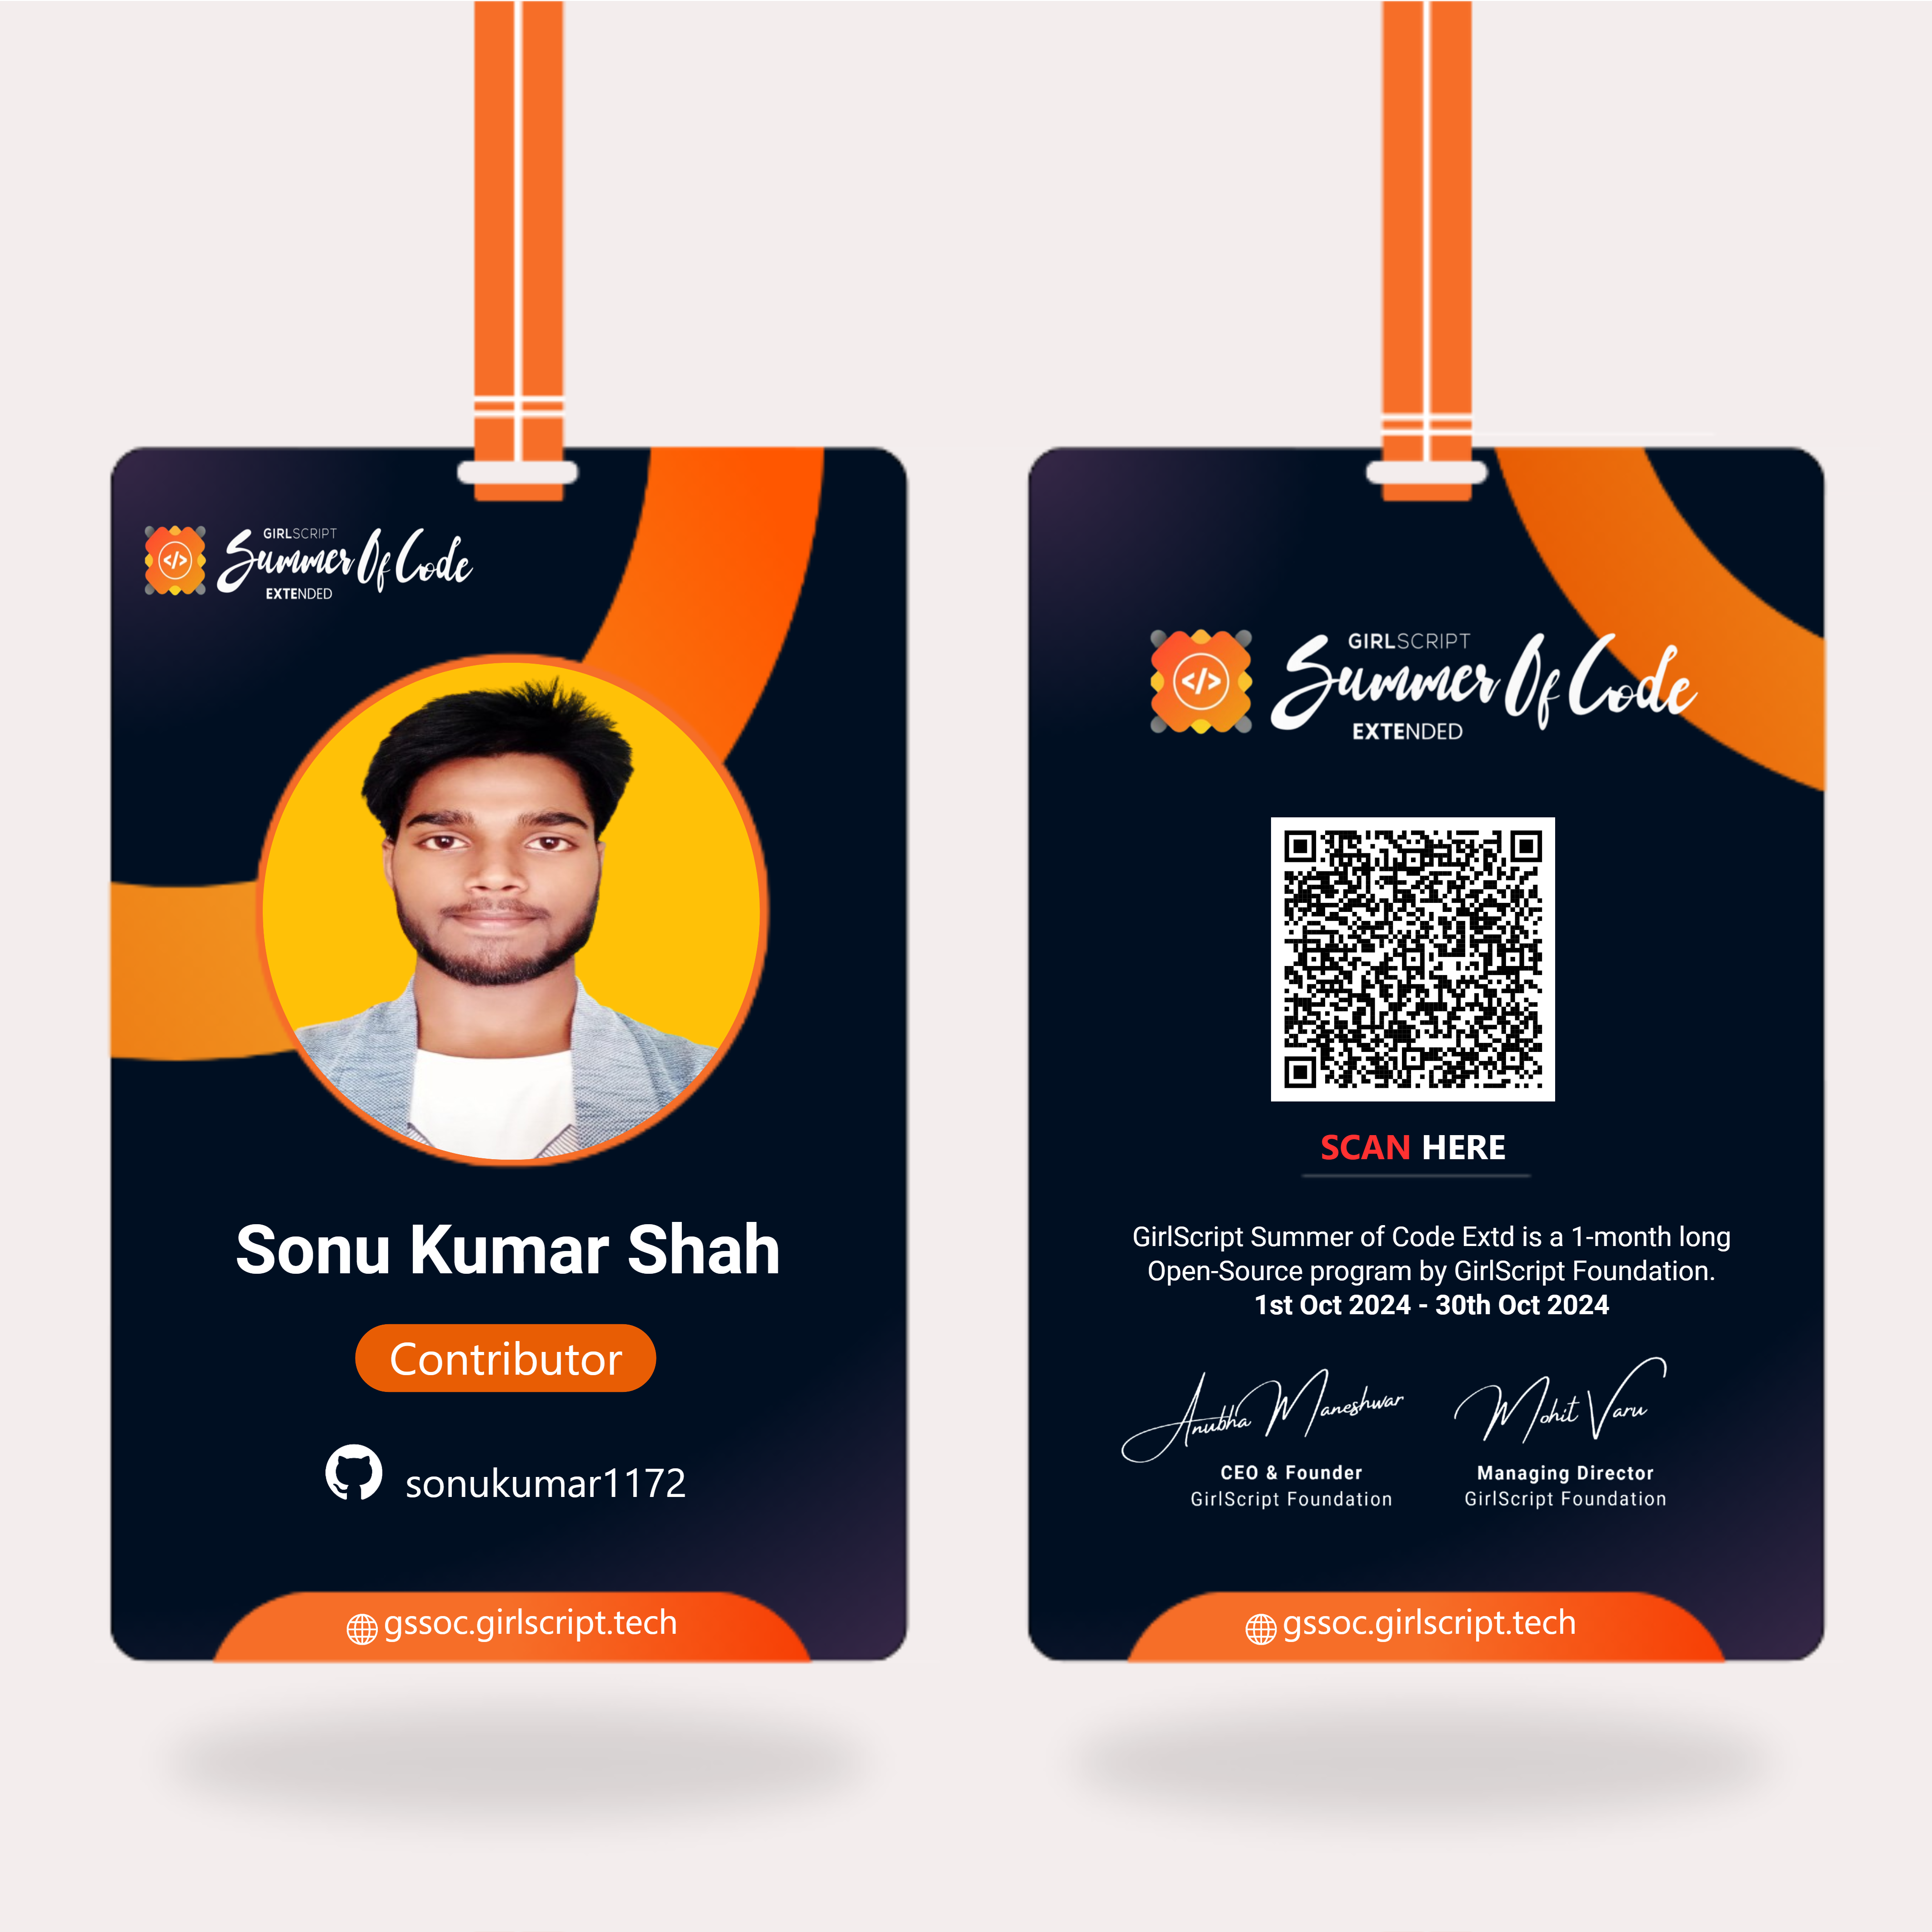 GIRLSCRIPT
Summer Of Code
EXTENDED
Sonu Kumar Shah
Contributor
sonukumar1172
gssoc.girlscript.tech
GIRLSCRIPT
Summer Of Code
EXTENDED
SCAN HERE
GirlScript Summer of Code Extd is a 1-month long
Open-Source program by GirlScript Foundation.
1st Oct 2024 - 30th Oct 2024
Anubha Maneshwar
CEO & Founder
GirlScript Foundation
Mohit Varu
Managing Director
GirlScript Foundation
gssoc.girlscript.tech